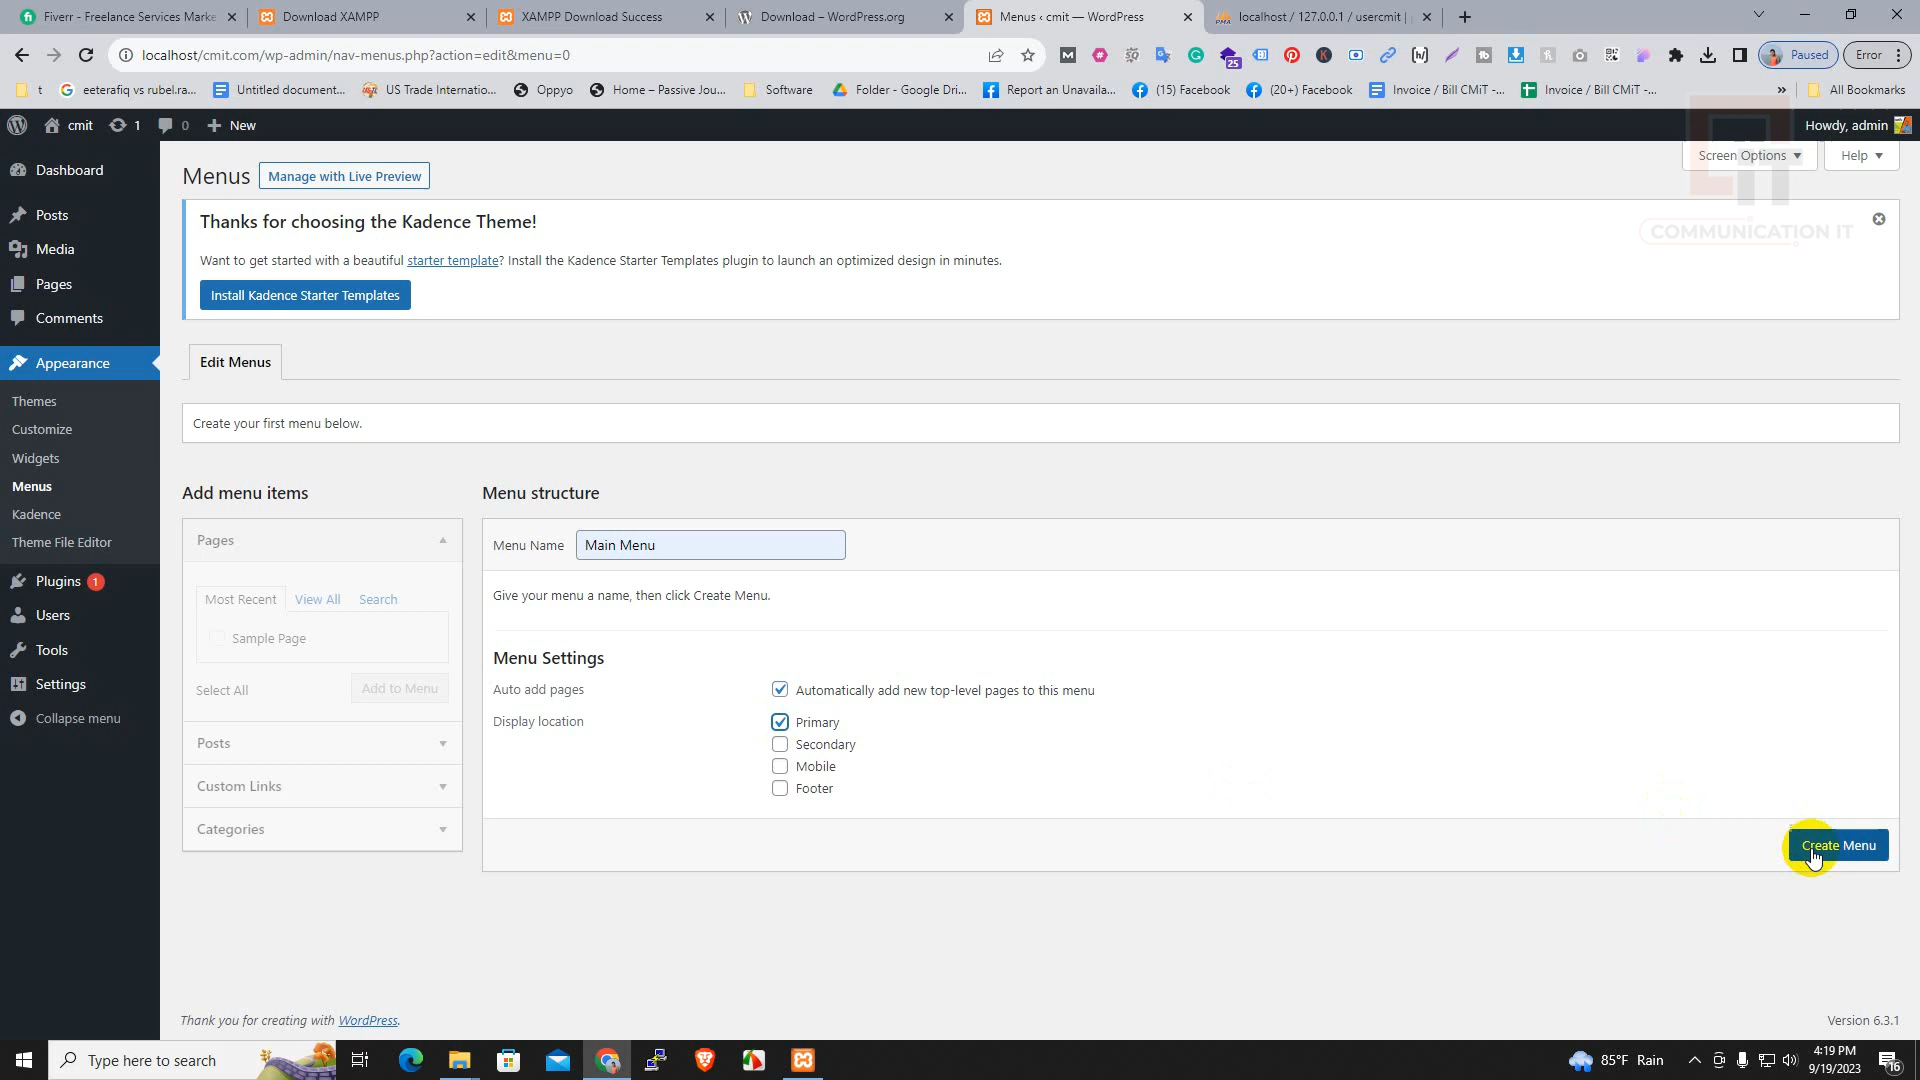 Fiverr - Freelance Services Marke
Download XAMPP
XAMPP Download Success
Download – WordPress.org
Menus ‹ cmit — WordPress
localhost / 127.0.0.1 / usercmit |
localhost/cmit.com/wp-admin/nav-menus.php?action=edit&menu=0
25
Paused
Error
t
eeterafiq vs rubel.ra...
Untitled document...
US Trade Internatio...
Oppyo
Home – Passive Jou...
Software
Folder - Google Dri...
Report an Unavaila...
(15) Facebook
(20+) Facebook
Invoice / Bill CMiT -...
Invoice / Bill CMiT -...
»
All Bookmarks
cmit
1
0
New
Howdy, admin
Dashboard
Posts
Media
Pages
Comments
Appearance
Themes
Customize
Widgets
Menus
Kadence
Theme File Editor
Plugins 1
Users
Tools
Settings
Collapse menu
Screen Options
Help
Menus
Manage with Live Preview
COMMUNICATION IT
Thanks for choosing the Kadence Theme!
Want to get started with a beautiful starter template? Install the Kadence Starter Templates plugin to launch an optimized design in minutes.
Install Kadence Starter Templates
Edit Menus
Create your first menu below.
Add menu items
Menu structure
Pages
Most Recent
View All
Search
Sample Page
Select All
Add to Menu
Posts
Custom Links
Categories
Menu Name
Main Menu
Give your menu a name, then click Create Menu.
Menu Settings
Auto add pages
Automatically add new top-level pages to this menu
Display location
Primary
Secondary
Mobile
Footer
Create Menu
Thank you for creating with WordPress.
Version 6.3.1
Type here to search
85°F Rain
4:19 PM
9/19/2023
16